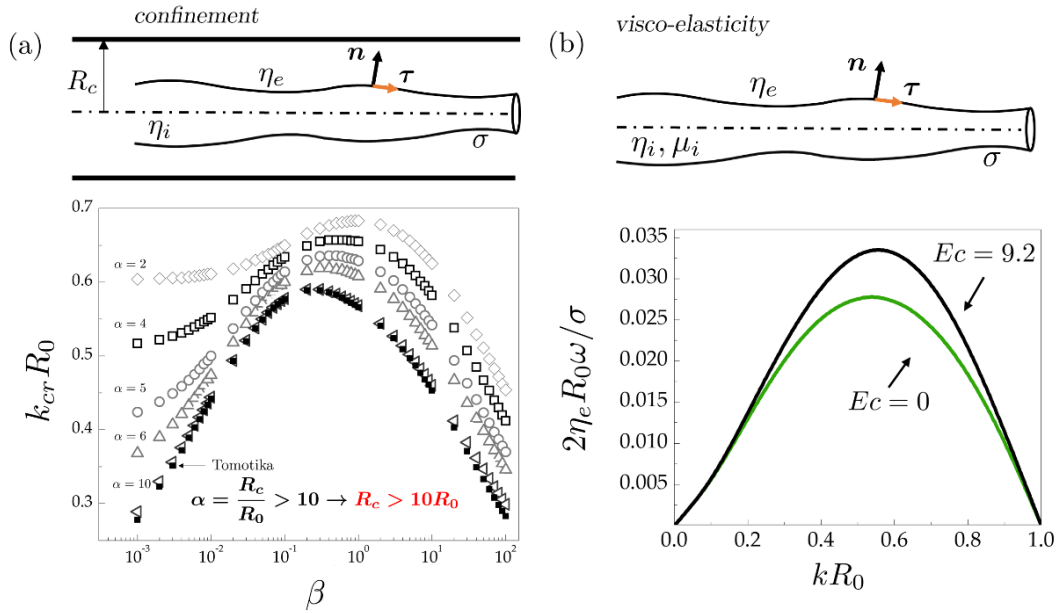 (a)
confinement
R_c
η_e
n
τ
η_i
σ
k_{cr}R_0
0.7
0.6
0.5
0.4
0.3
α = 2
α = 4
α = 5
α = 6
α = 10
Tomotika
α = R_c/R_0 > 10 → R_c > 10R_0
10^{-3} 10^{-2} 10^{-1} 10^0 10^1 10^2
β
(b)
visco-elasticity
n
η_e
τ
η_i, μ_i
σ
2η_e R_0 ω/σ
0.035
0.030
0.025
0.020
0.015
0.010
0.005
Ec = 9.2
Ec = 0
0.0 0.2 0.4 0.6 0.8 1.0
kR_0